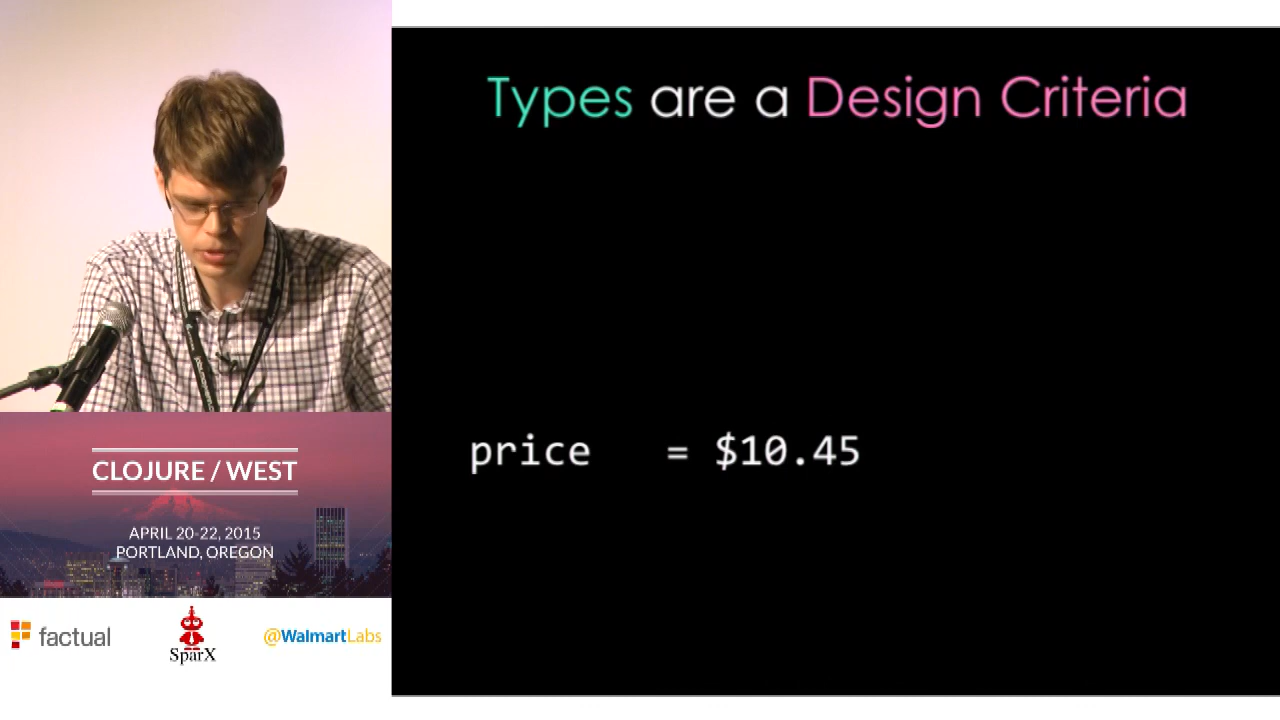 Types are a Design Criteria
price = $10.45
CLOJURE / WEST
APRIL 20-22, 2015
PORTLAND, OREGON
factual
SparX
@WalmartLabs